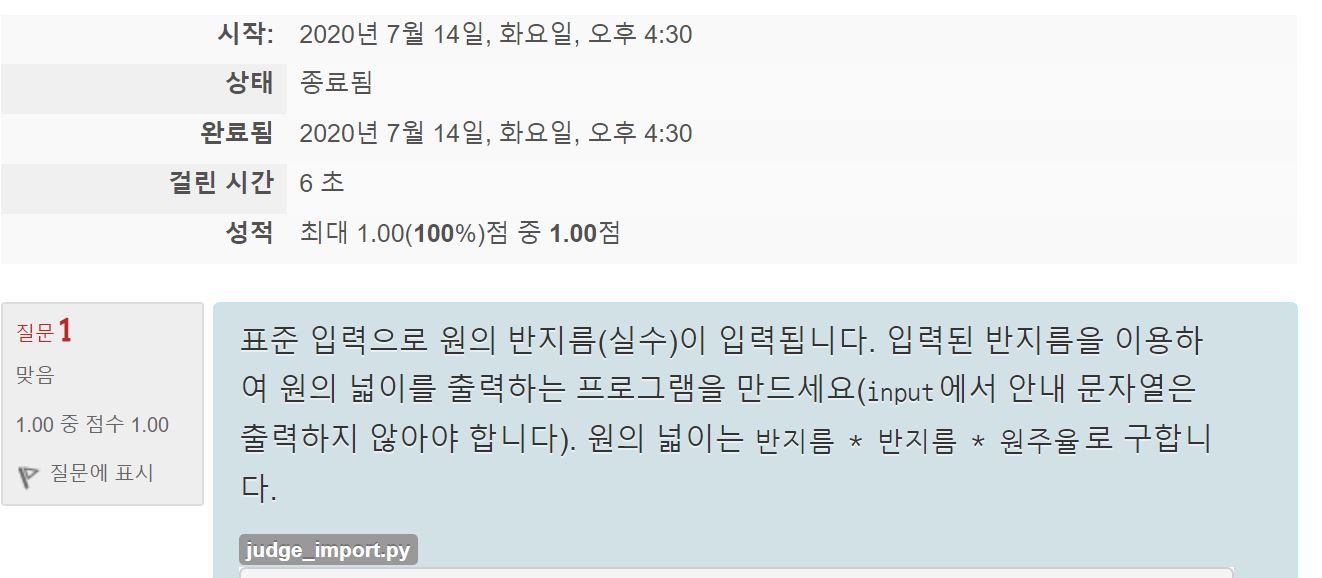 시작: 2020년 7월 14일, 화요일, 오후 4:30
상태 종료됨
완료됨 2020년 7월 14일, 화요일, 오후 4:30
걸린 시간 6 초
성적 최대 1.00(100%)점 중 1.00점
질문 1
맞음
1.00 중 점수 1.00
질문에 표시
표준 입력으로 원의 반지름(실수)이 입력됩니다. 입력된 반지름을 이용하
여 원의 넓이를 출력하는 프로그램을 만드세요(input에서 안내 문자열은
출력하지 않아야 합니다). 원의 넓이는 반지름 * 반지름 * 원주율로 구합니
다.
judge_import.py